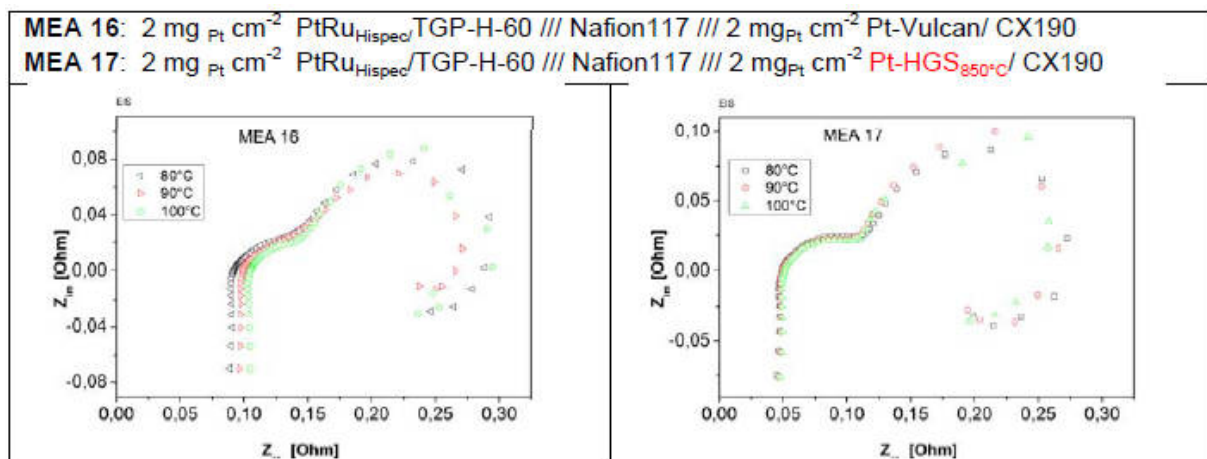 MEA 16: 2 mg Pt cm-2 PtRuHispec/TGP-H-60 /// Nafion117 /// 2 mgPt cm-2 Pt-Vulcan/ CX190
MEA 17: 2 mg Pt cm-2 PtRuHispec/TGP-H-60 /// Nafion117 /// 2 mgPt cm-2 Pt-HGS850°C/ CX190
EIS
MEA 16
0,08
80°C
90°C
100°C
0,04
0,00
-0,04
-0,08
Zim [Ohm]
0,00 0,05 0,10 0,15 0,20 0,25 0,30
[Ohm]
EIS
MEA 17
0,10
80°C
90°C
100°C
0,05
0,00
-0,05
Zim [Ohm]
0,00 0,05 0,10 0,15 0,20 0,25 0,30
[Ohm]